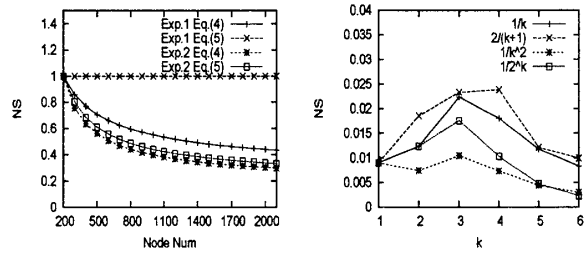 Exp.1 Eq.(4)
Exp.1 Eq.(5)
Exp.2 Eq.(4)
Exp.2 Eq.(5)
NS
1.4
1.2
1
0.8
0.6
0.4
0.2
0
200 500 800 1100 1400 1700 2000
Node Num
1/k
2/(k+1)
1/k^2
1/2^k
NS
0.04
0.035
0.03
0.025
0.02
0.015
0.01
0.005
0
1 2 3 4 5 6
k